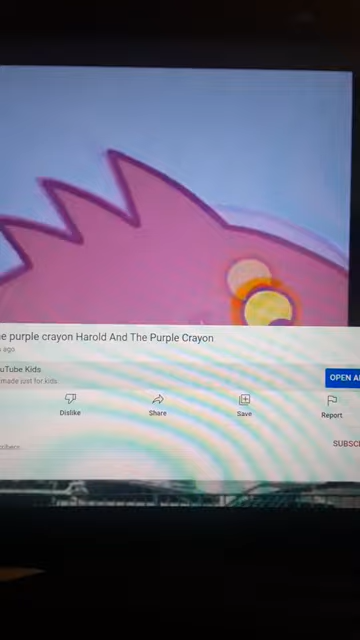 e purple crayon Harold And The Purple Crayon
ago
uTube Kids
made just for kids
OPEN A
Dislike
Share
Save
Report
SUBSC